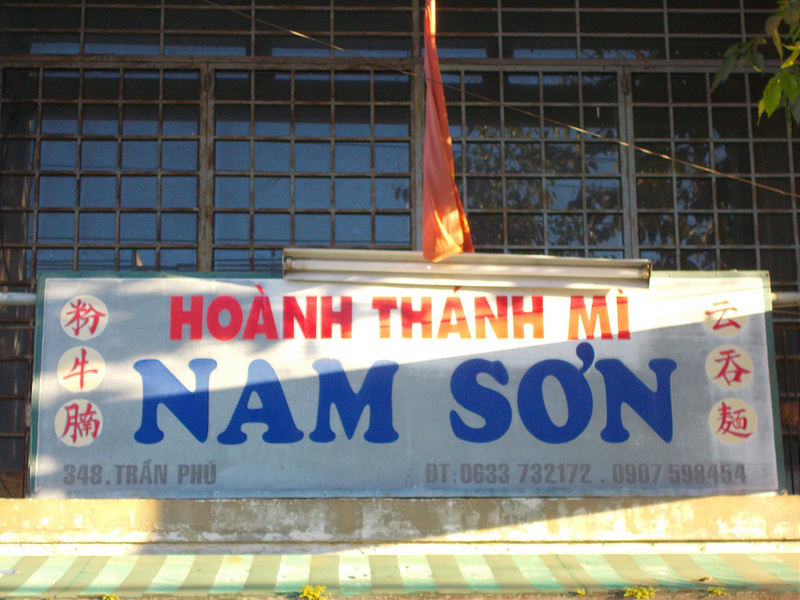 HOÀNH THÁNH MÌ
NAM SƠN
348.TRẦN PHÚ
ĐT:0633 732172 . 0907 598454
粉
牛
腩
云
吞
麵